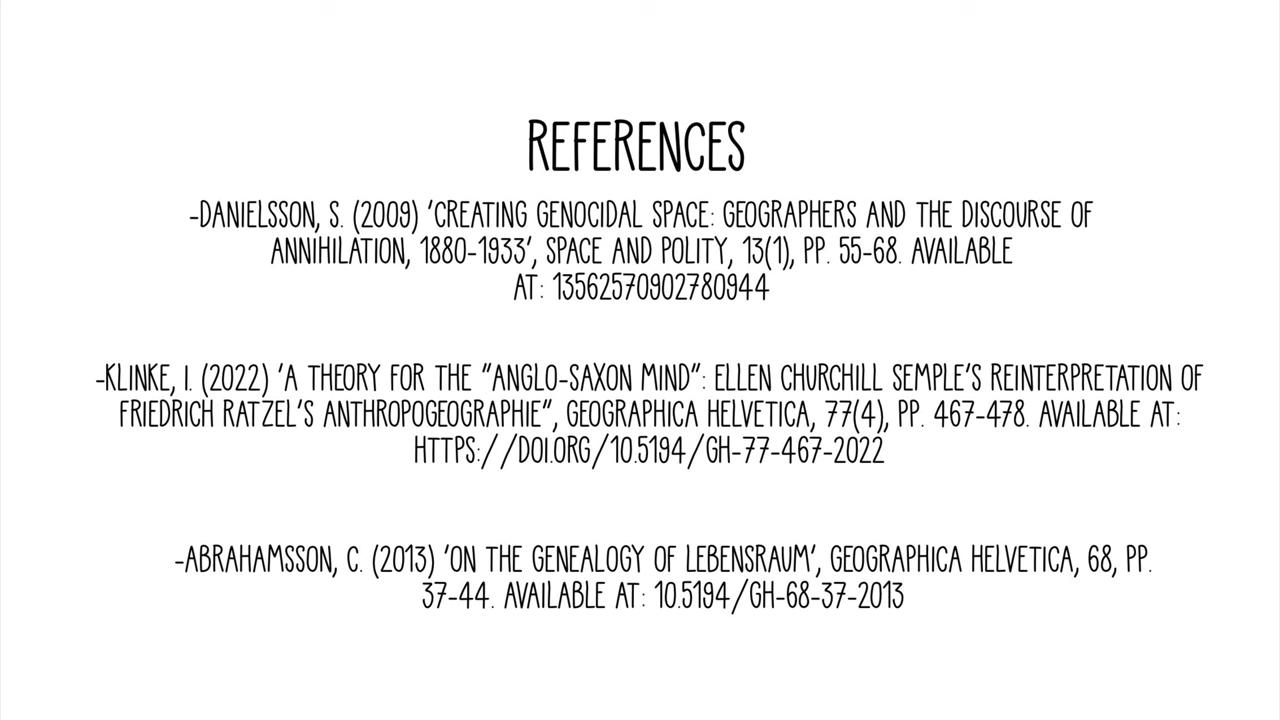 REFERENCES
-DANIELSSON, S. (2009) 'CREATING GENOCIDAL SPACE: GEOGRAPHERS AND THE DISCOURSE OF
ANNIHILATION, 1880-1933', SPACE AND POLITY, 13(1), PP. 55-68. AVAILABLE
AT: 13562570902780944
-KLINKE, I. (2022) 'A THEORY FOR THE "ANGLO-SAXON MIND": ELLEN CHURCHILL SEMPLE'S REINTERPRETATION OF
FRIEDRICH RATZEL'S ANTHROPOGEOGRAPHIE", GEOGRAPHICA HELVETICA, 77(4), PP. 467-478. AVAILABLE AT:
HTTPS://DOI.ORG/10.5194/GH-77-467-2022
-ABRAHAMSSON, C. (2013) 'ON THE GENEALOGY OF LEBENSRAUM', GEOGRAPHICA HELVETICA, 68, PP.
37-44. AVAILABLE AT: 10.5194/GH-68-37-2013